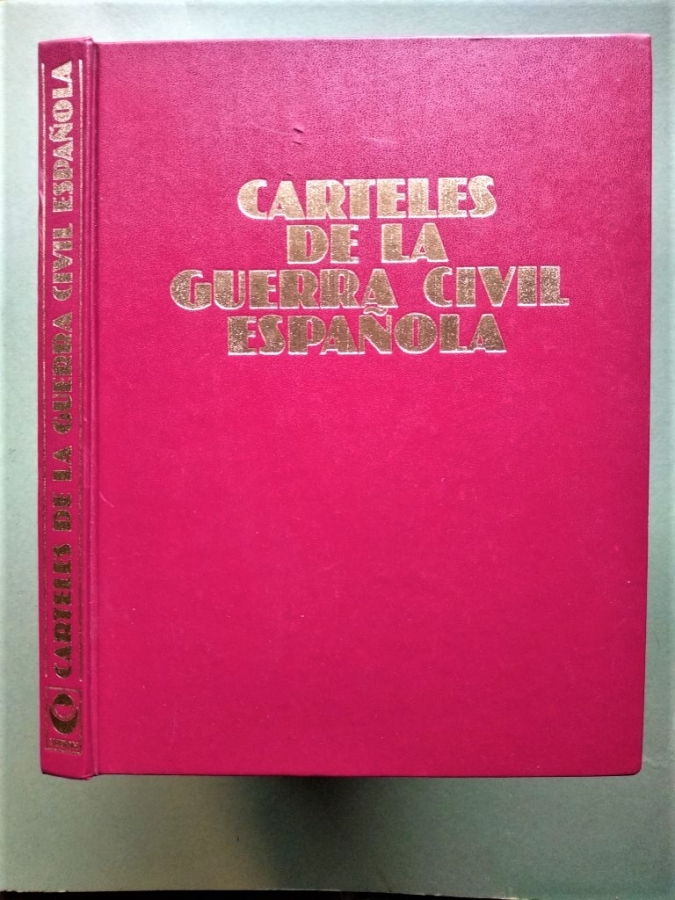 CARTELES
DE LA
GUERRA CIVIL
ESPAÑOLA
CARTELES DE LA GUERRA CIVIL ESPAÑOLA